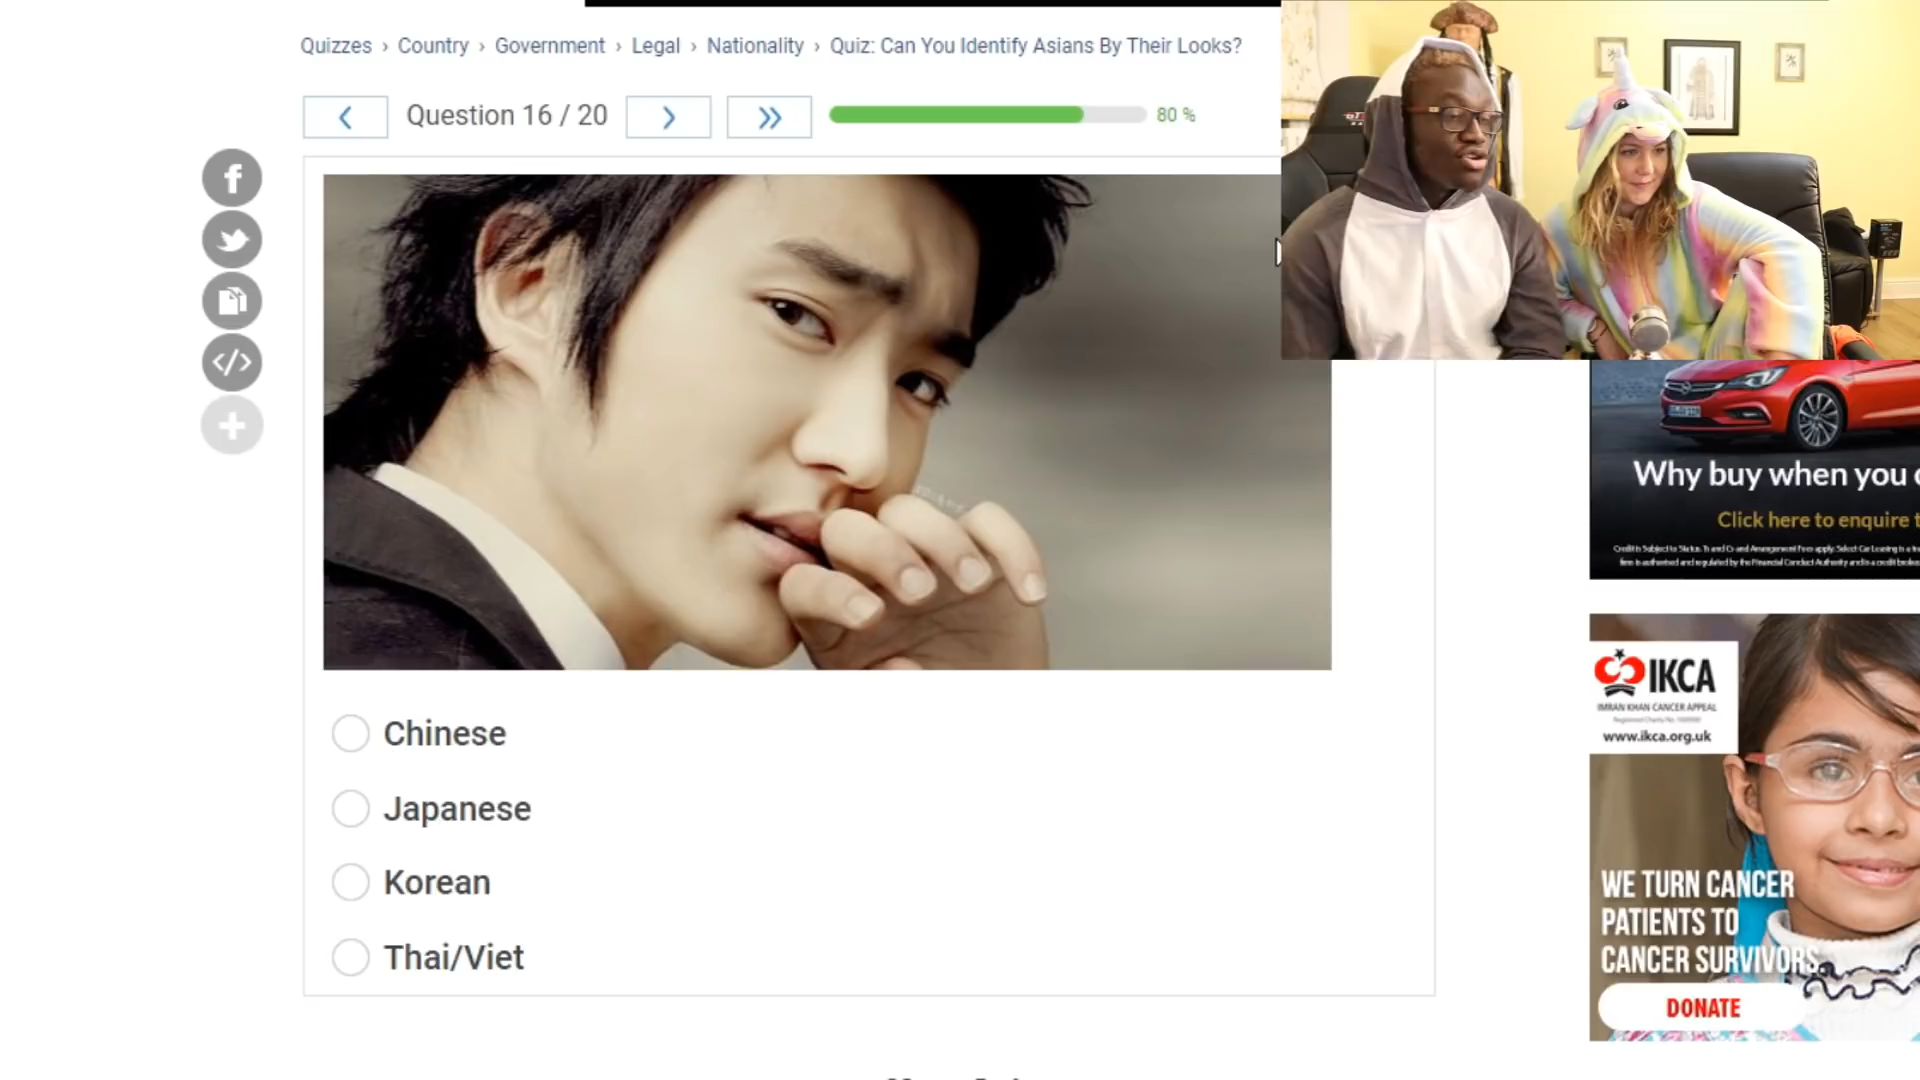 Quizzes › Country › Government › Legal › Nationality › Quiz: Can You Identify Asians By Their Looks?
Question 16 / 20
80 %
Chinese
Japanese
Korean
Thai/Viet
Why buy when you
Click here to enquire
IKCA
IMRAN KHAN CANCER APPEAL
www.ikca.org.uk
WE TURN CANCER
PATIENTS TO
CANCER SURVIVORS
DONATE